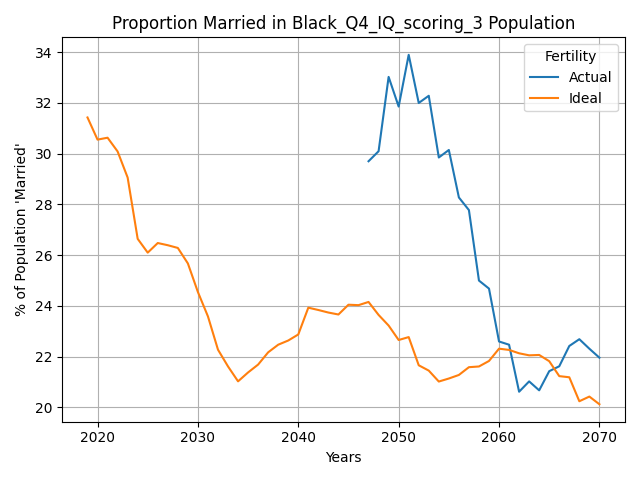 Proportion Married in Black_Q4_IQ_scoring_3 Population
Fertility
Actual
Ideal
% of Population 'Married'
34
32
30
28
26
24
22
20
2020
2030
2040
2050
2060
2070
Years